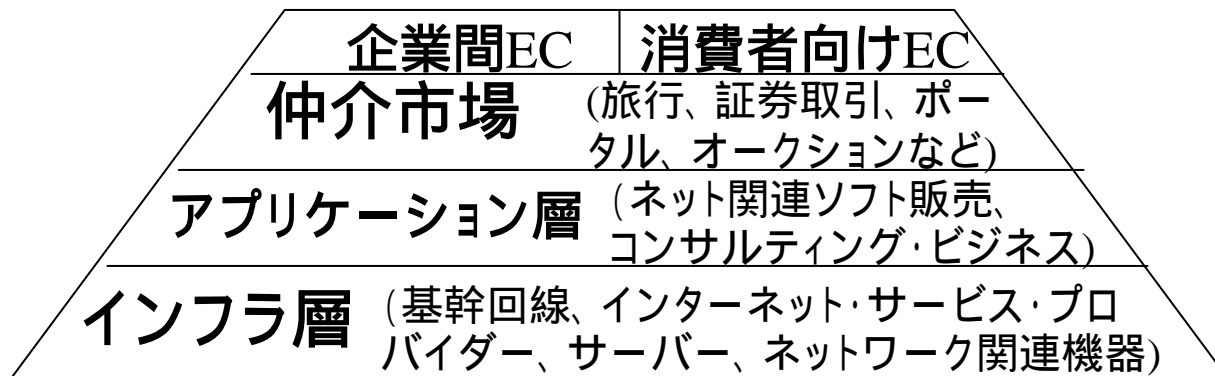 企業間EC 消費者向けEC
仲介市場 (旅行、証券取引、ポー
タル、オークションなど)
アプリケーション層 (ネット関連ソフト販売、
コンサルティング・ビジネス)
インフラ層 (基幹回線、インターネット・サービス・プロ
バイダー、サーバー、ネットワーク関連機器)